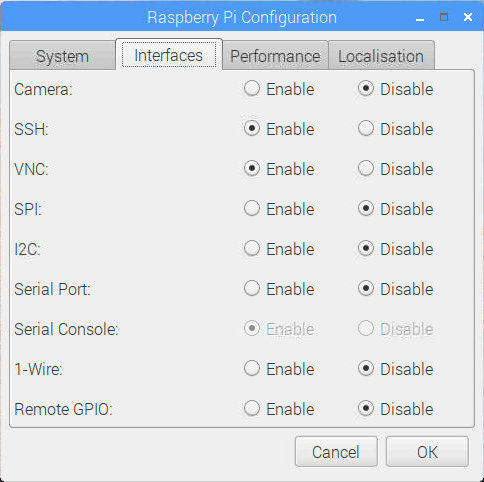 Raspberry Pi Configuration
System Interfaces Performance Localisation
Camera: Enable Disable
SSH: Enable Disable
VNC: Enable Disable
SPI: Enable Disable
I2C: Enable Disable
Serial Port: Enable Disable
Serial Console: Enable Disable
1-Wire: Enable Disable
Remote GPIO: Enable Disable
Cancel OK